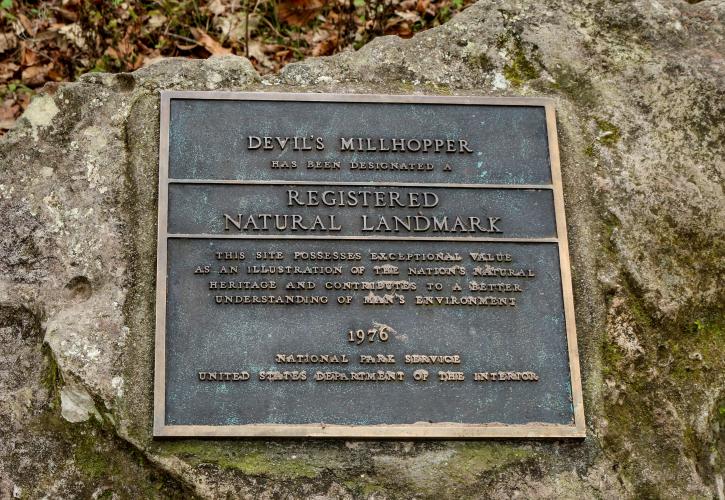 DEVIL'S MILLHOPPER
HAS BEEN DESIGNATED A
REGISTERED
NATURAL LANDMARK
THIS SITE POSSESSES EXCEPTIONAL VALUE
AS AN ILLUSTRATION OF THE NATION'S NATURAL
HERITAGE AND CONTRIBUTES TO A BETTER
UNDERSTANDING OF MAN'S ENVIRONMENT
1976
NATIONAL PARK SERVICE
UNITED STATES DEPARTMENT OF THE INTERIOR